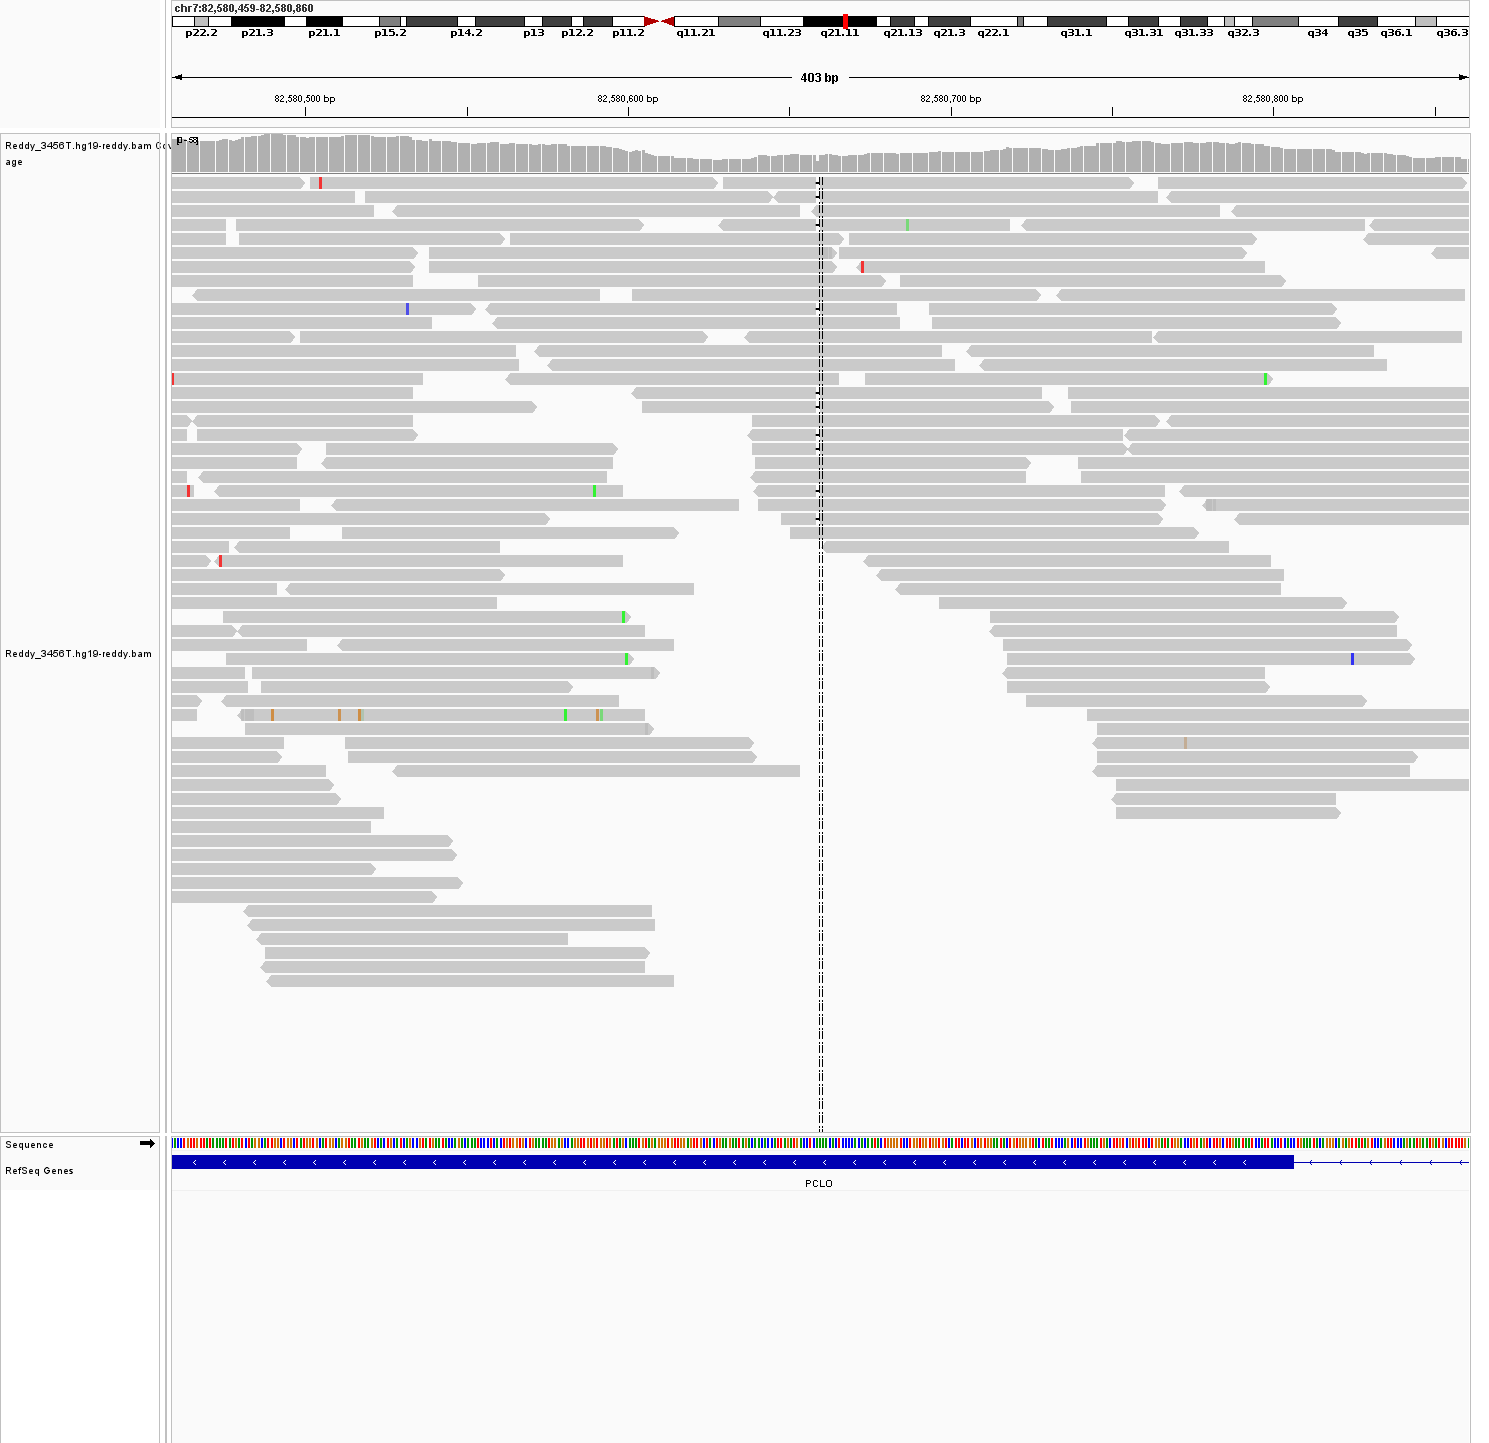 chr7:82,580,459-82,580,860
p22.2 p21.3 p21.1 p15.2 p14.2 p13 p12.2 p11.2 q11.21 q11.23 q21.11 q21.13 q21.3 q22.1 q31.1 q31.31 q31.33 q32.3 q34 q35 q36.1 q36.3
403 bp
82,580,500 bp 82,580,600 bp 82,580,700 bp 82,580,800 bp
Reddy_3456T.hg19-reddy.bam Cov
age
Reddy_3456T.hg19-reddy.bam
Sequence
RefSeq Genes
PCLO